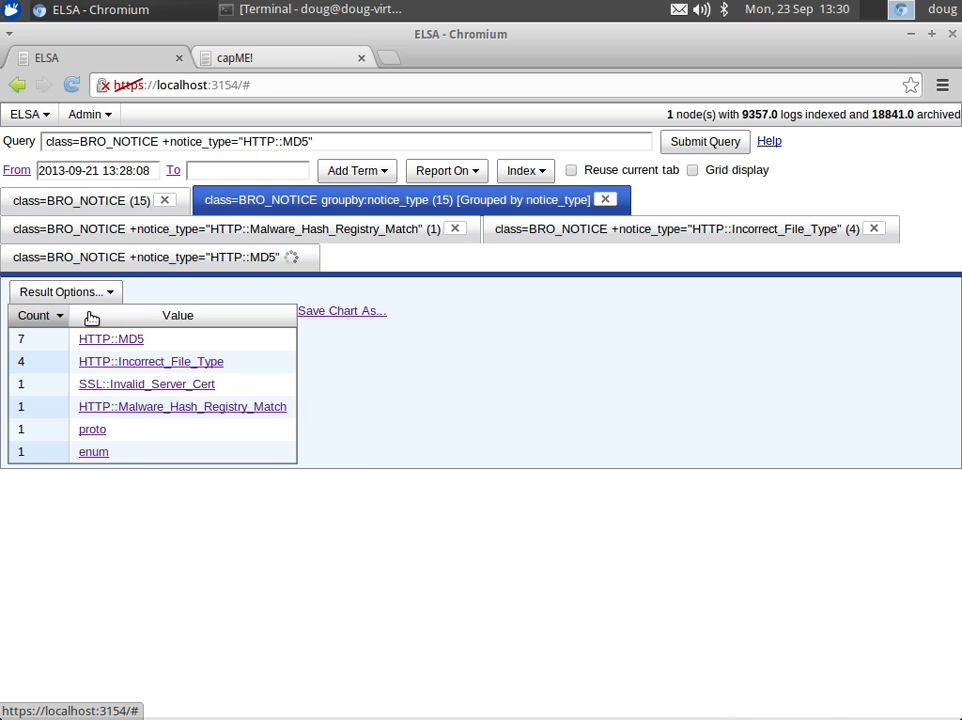 ELSA - Chromium
[Terminal - doug@doug-virt...
Mon, 23 Sep 13:30
doug
ELSA - Chromium
ELSA
capME!
https://localhost:3154/#
ELSA
Admin
1 node(s) with 9357.0 logs indexed and 18841.0 archived
Query
class=BRO_NOTICE +notice_type="HTTP::MD5"
Submit Query
Help
From
2013-09-21 13:28:08
To
Add Term
Report On
Index
Reuse current tab
Grid display
class=BRO_NOTICE (15)
class=BRO_NOTICE groupby:notice_type (15) [Grouped by notice_type]
class=BRO_NOTICE +notice_type="HTTP::Malware_Hash_Registry_Match" (1)
class=BRO_NOTICE +notice_type="HTTP::Incorrect_File_Type" (4)
class=BRO_NOTICE +notice_type="HTTP::MD5"
Result Options...
Save Chart As...
Count Value
7 HTTP::MD5
4 HTTP::Incorrect_File_Type
1 SSL::Invalid_Server_Cert
1 HTTP::Malware_Hash_Registry_Match
1 proto
1 enum
https://localhost:3154/#